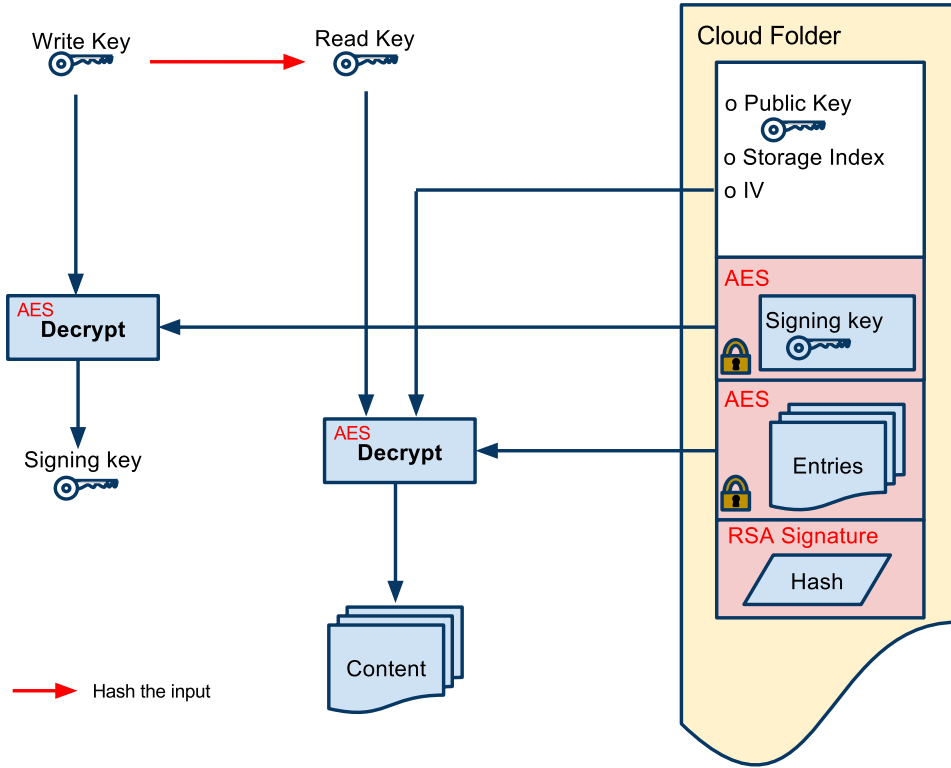 Write Key
Read Key
Cloud Folder
o Public Key
o Storage Index
o IV
AES
Signing key
AES
Decrypt
AES
Entries
Signing key
AES
Decrypt
RSA Signature
Hash
Content
Hash the input